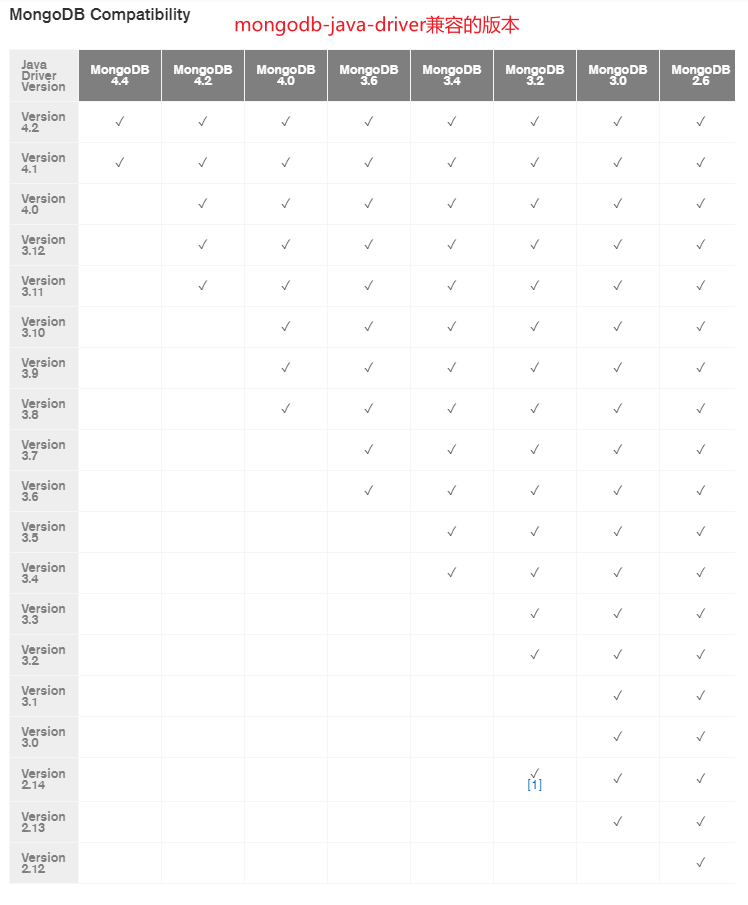 MongoDB Compatibility
mongodb-java-driver兼容的版本
Java Driver Version MongoDB 4.4 MongoDB 4.2 MongoDB 4.0 MongoDB 3.6 MongoDB 3.4 MongoDB 3.2 MongoDB 3.0 MongoDB 2.6
Version 4.2 ✓ ✓ ✓ ✓ ✓ ✓ ✓ ✓
Version 4.1 ✓ ✓ ✓ ✓ ✓ ✓ ✓ ✓
Version 4.0 ✓ ✓ ✓ ✓ ✓ ✓ ✓
Version 3.12 ✓ ✓ ✓ ✓ ✓ ✓ ✓
Version 3.11 ✓ ✓ ✓ ✓ ✓ ✓ ✓
Version 3.10 ✓ ✓ ✓ ✓ ✓ ✓
Version 3.9 ✓ ✓ ✓ ✓ ✓ ✓
Version 3.8 ✓ ✓ ✓ ✓ ✓ ✓
Version 3.7 ✓ ✓ ✓ ✓ ✓
Version 3.6 ✓ ✓ ✓ ✓ ✓
Version 3.5 ✓ ✓ ✓ ✓
Version 3.4 ✓ ✓ ✓ ✓
Version 3.3 ✓ ✓ ✓
Version 3.2 ✓ ✓ ✓
Version 3.1 ✓ ✓
Version 3.0 ✓ ✓
Version 2.14 ✓ [1] ✓ ✓
Version 2.13 ✓ ✓
Version 2.12 ✓